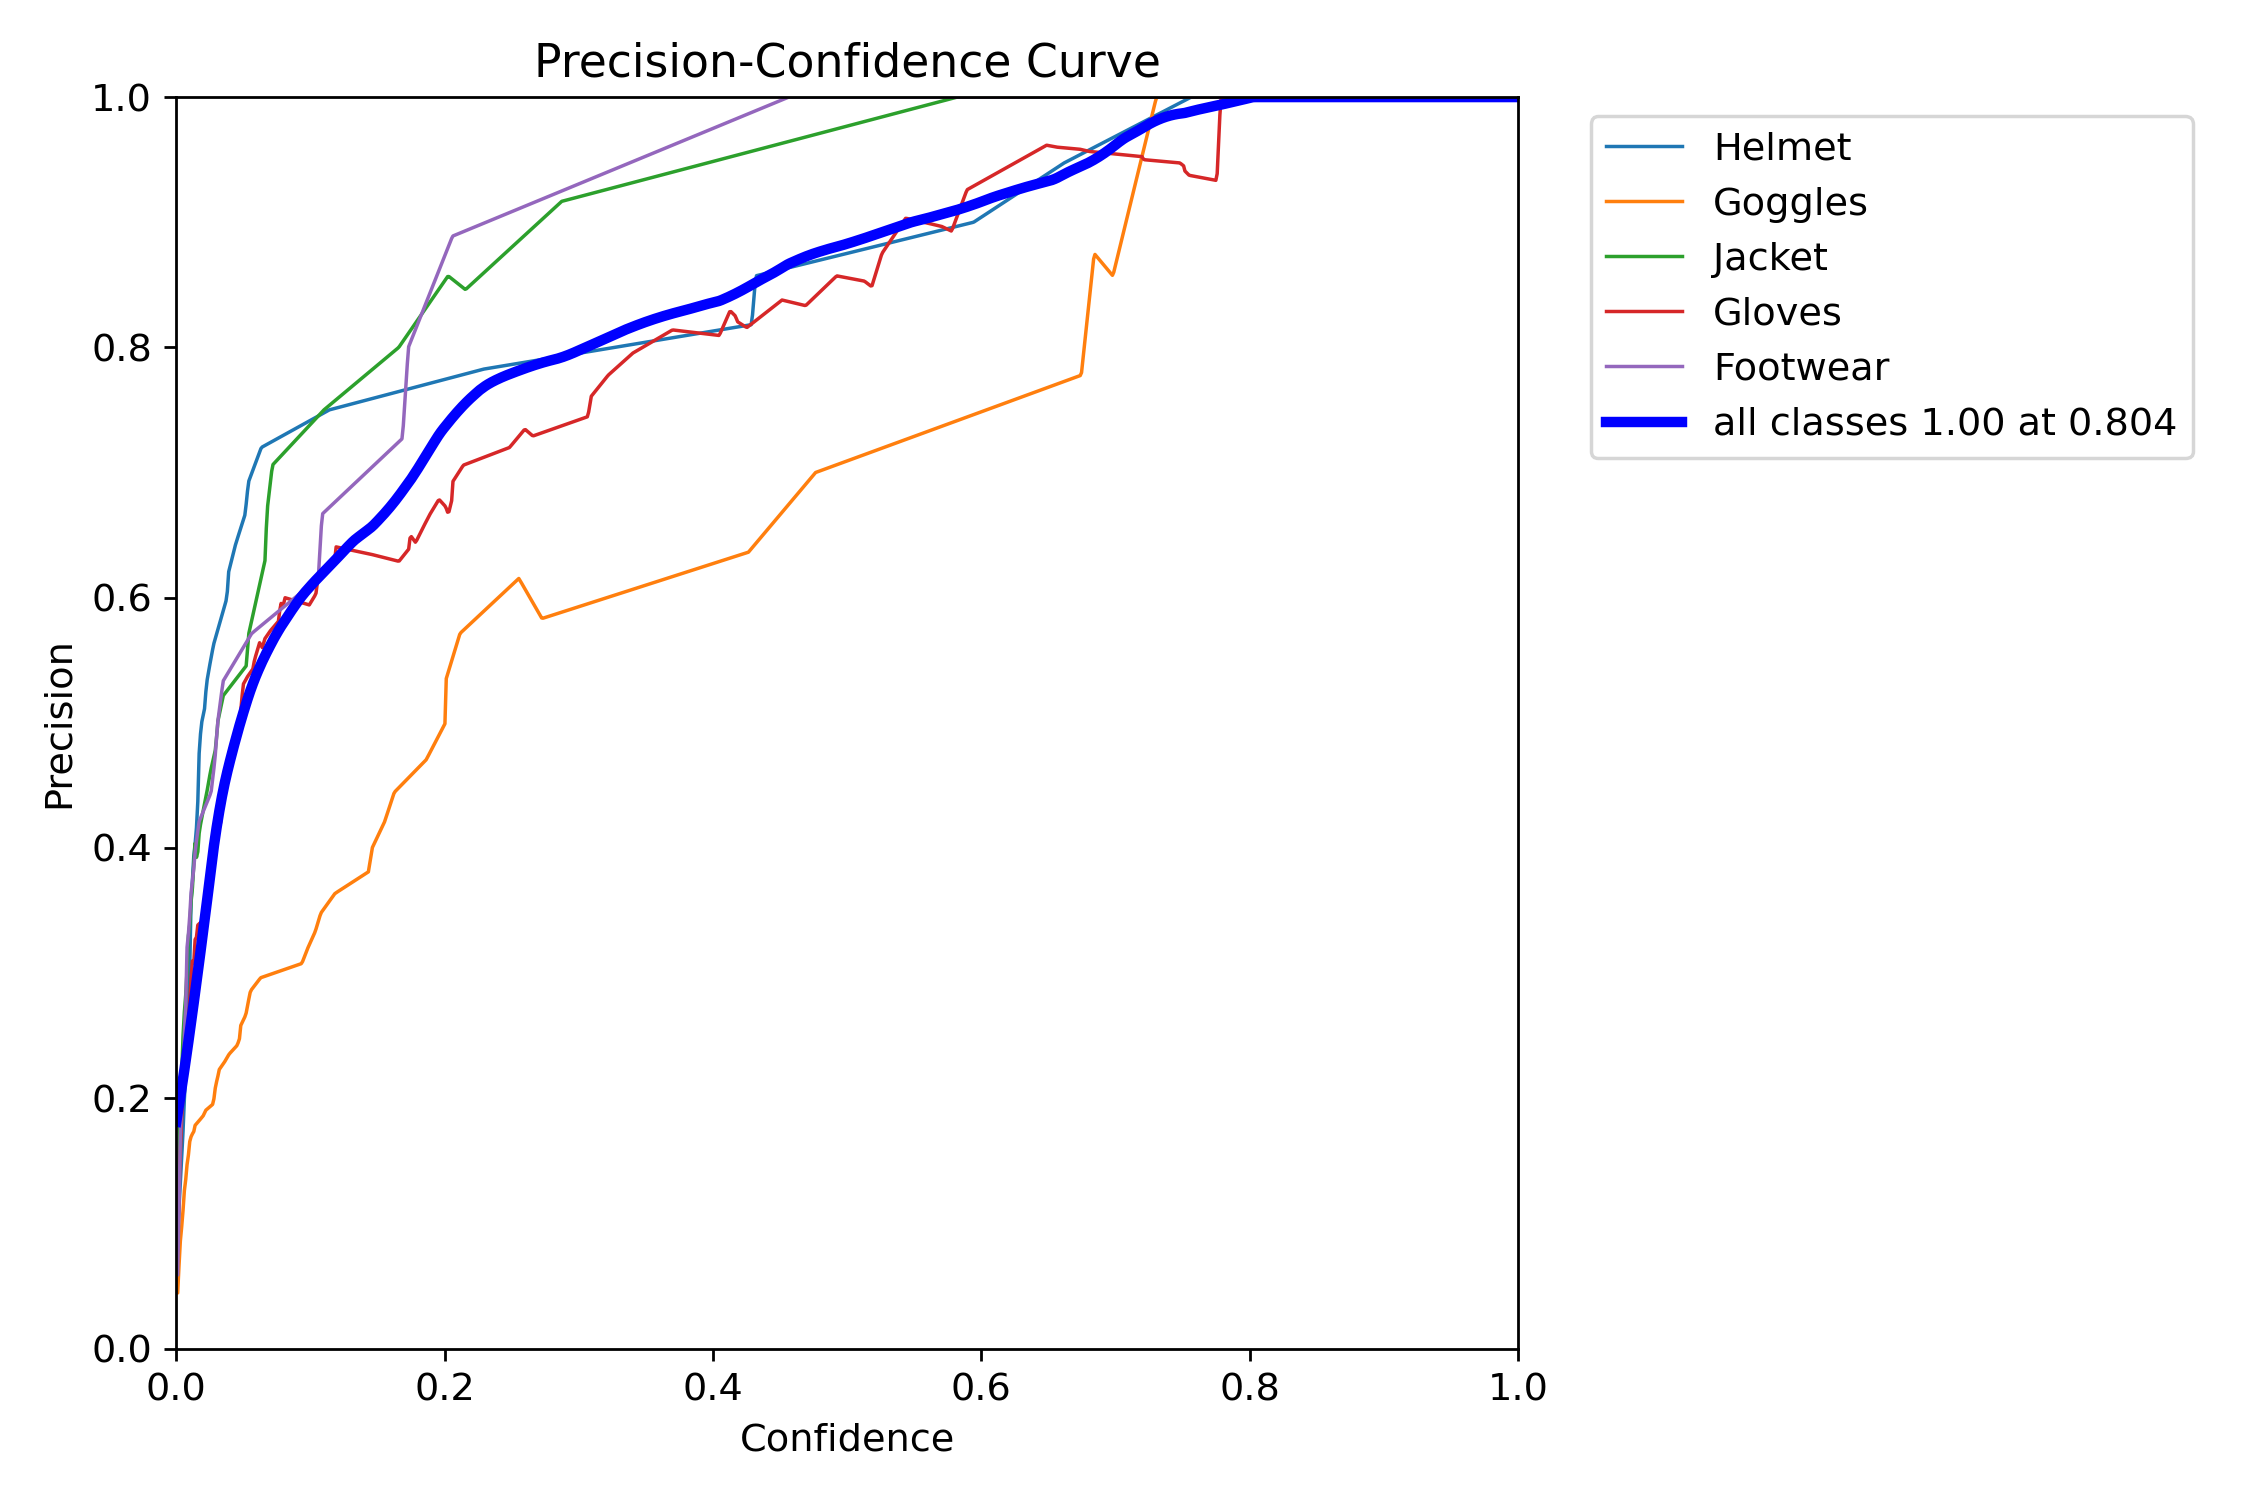 Precision-Confidence Curve
1.0
0.8
0.6
0.4
0.2
0.0
Precision
0.0 0.2 0.4 0.6 0.8 1.0
Confidence
Helmet
Goggles
Jacket
Gloves
Footwear
all classes 1.00 at 0.804